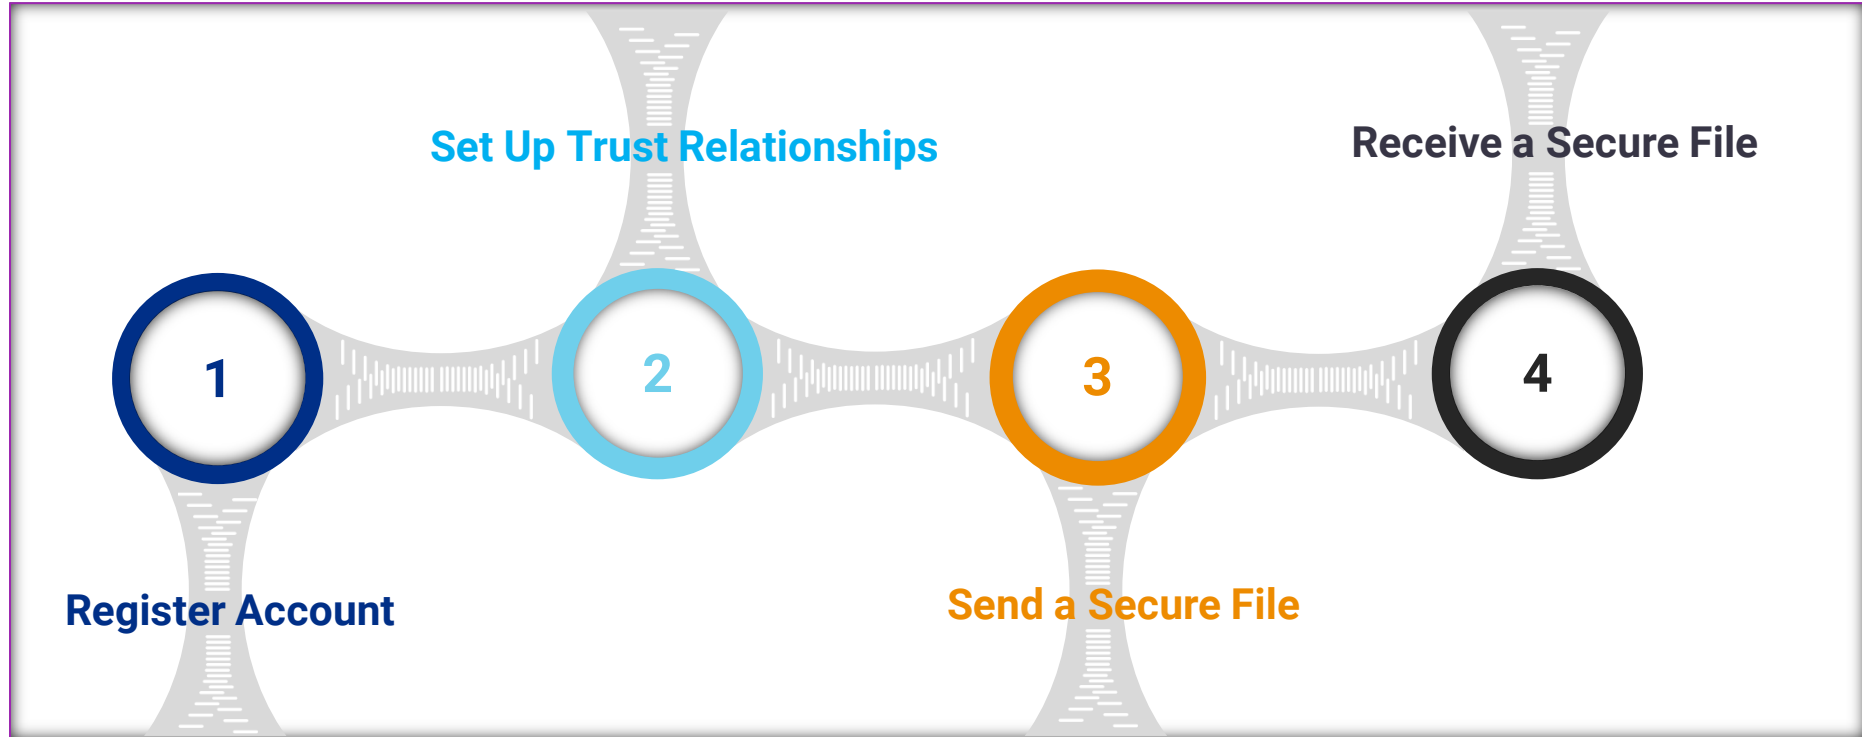 Set Up Trust Relationships
Receive a Secure File
1
2
3
4
Register Account
Send a Secure File